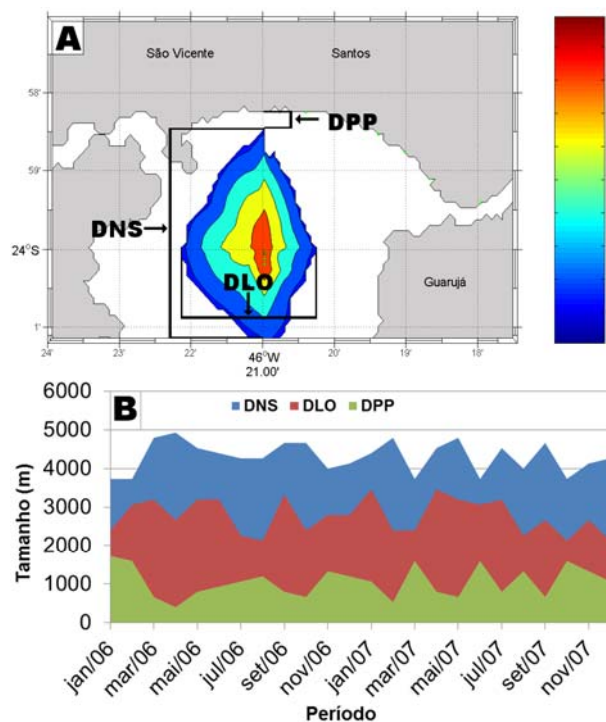 A
São Vicente Santos
58'
DPP
59'
DNS
24°S
DLO
Guarujá
1'
24' 23' 22' 46°W 20' 19' 18'
21.00'
B
6000
DNS DLO DPP
5000
4000
3000
2000
1000
0
Tamanho (m)
jan/06 mar/06 mai/06 jul/06 set/06 nov/06 jan/07 mar/07 mai/07 jul/07 set/07 nov/07
Período